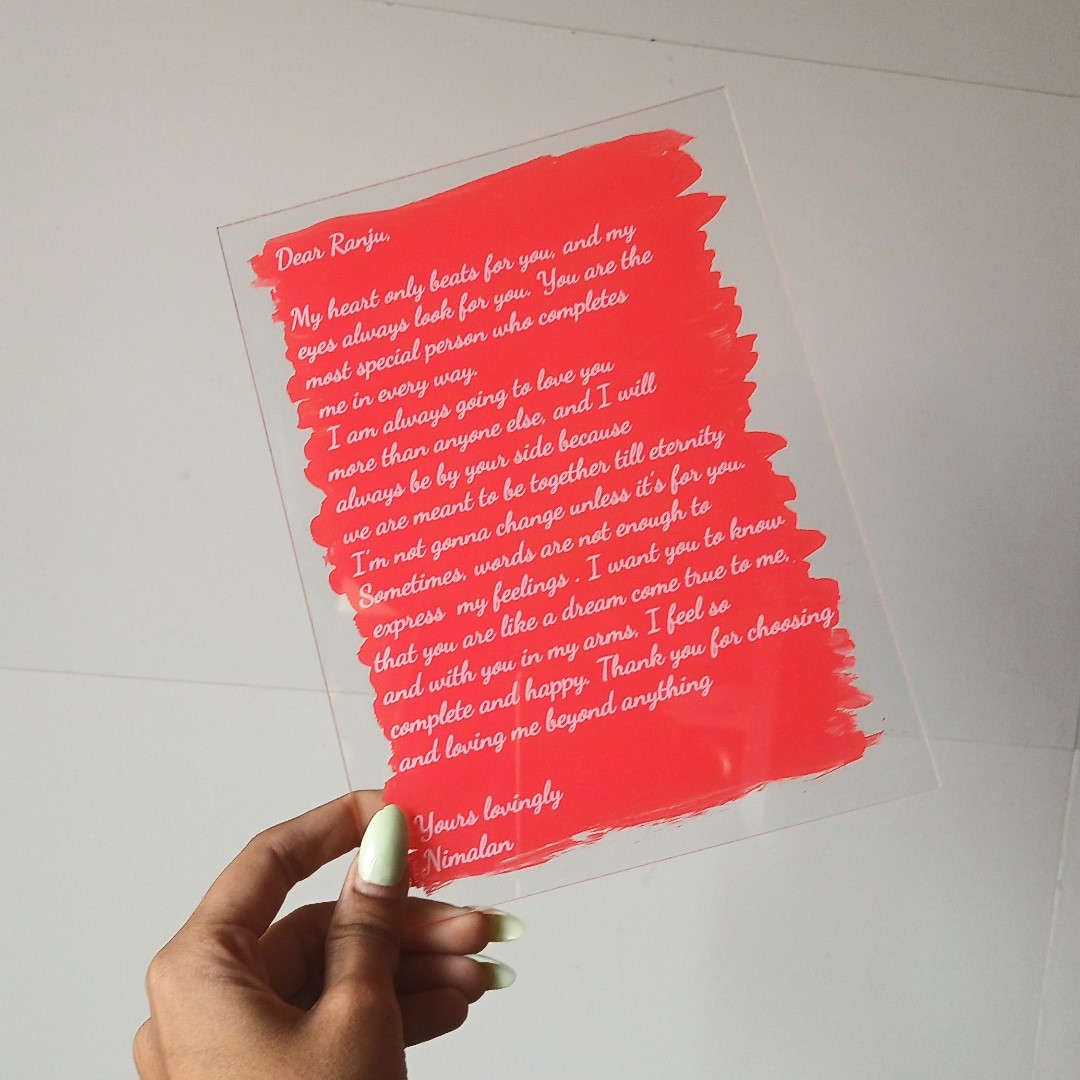 Dear Ranju,
My heart only beats for you, and my
eyes always look for you. You are the
most special person who completes
me in every way.
I am always going to love you
more than anyone else, and I will
always be by your side because
we are meant to be together till eternity
I'm not gonna change unless it's for you.
Sometimes, words are not enough to
express my feelings . I want you to know
that you are like a dream come true to me,
and with you in my arms, I feel so
complete and happy. Thank you for choosing
and loving me beyond anything
Yours lovingly
Nimalan